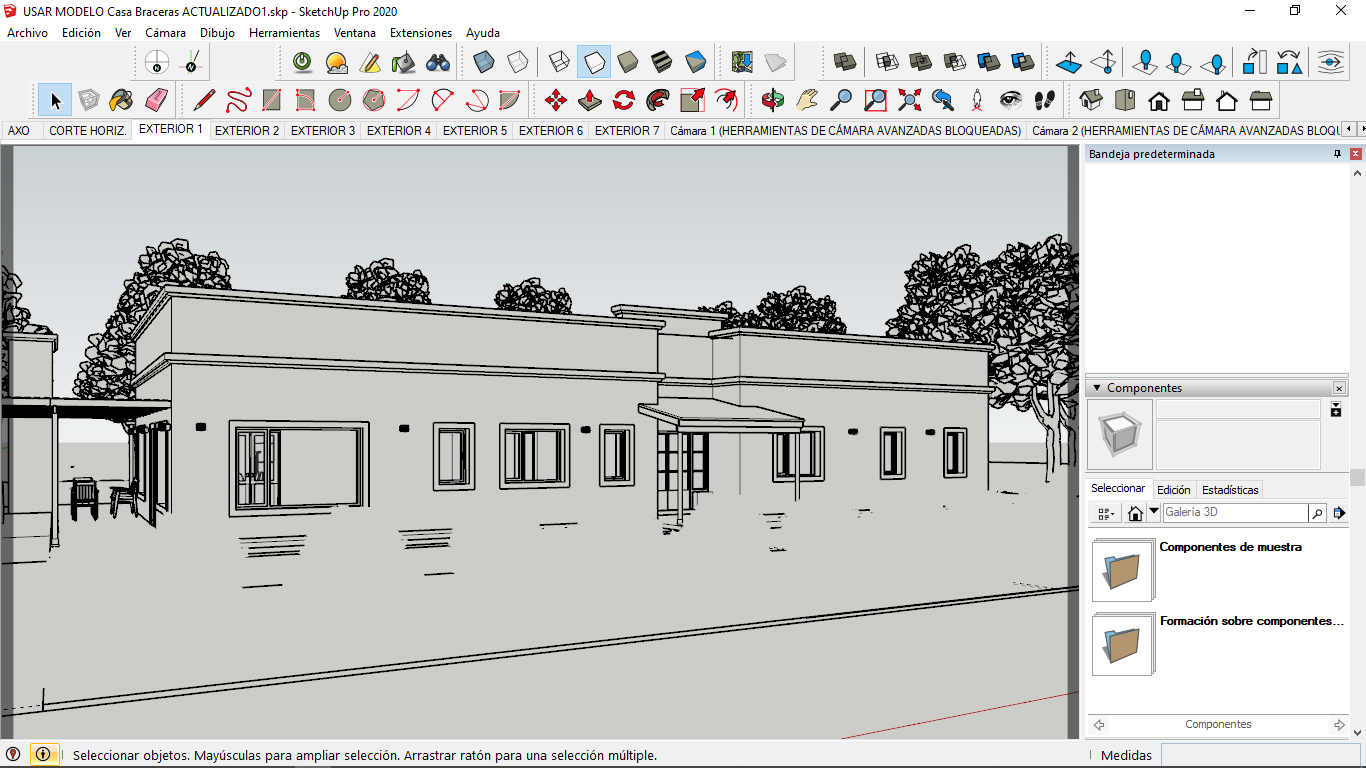 USAR MODELO Casa Braceras ACTUALIZADO1.skp - SketchUp Pro 2020
Archivo Edición Ver Cámara Dibujo Herramientas Ventana Extensiones Ayuda
AXO CORTE HORIZ. EXTERIOR 1 EXTERIOR 2 EXTERIOR 3 EXTERIOR 4 EXTERIOR 5 EXTERIOR 6 EXTERIOR 7 Cámara 1 (HERRAMIENTAS DE CÁMARA AVANZADAS BLOQUEADAS) Cámara 2 (HERRAMIENTAS DE CÁMARA AVANZADAS BLOQU
Bandeja predeterminada
Componentes
Seleccionar Edición Estadísticas
Galería 3D
Componentes de muestra
Formación sobre componentes...
Componentes
Seleccionar objetos. Mayúsculas para ampliar selección. Arrastrar ratón para una selección múltiple.
Medidas